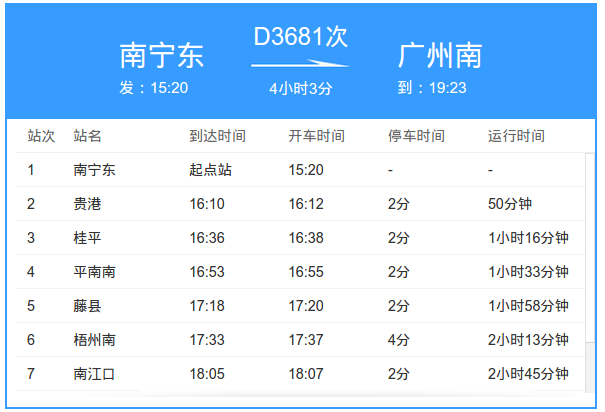 D3681次
南宁东 广州南
发：15:20 4小时3分 到：19:23
站次 站名 到达时间 开车时间 停车时间 运行时间
1 南宁东 起点站 15:20 - -
2 贵港 16:10 16:12 2分 50分钟
3 桂平 16:36 16:38 2分 1小时16分钟
4 平南南 16:53 16:55 2分 1小时33分钟
5 藤县 17:18 17:20 2分 1小时58分钟
6 梧州南 17:33 17:37 4分 2小时13分钟
7 南江口 18:05 18:07 2分 2小时45分钟